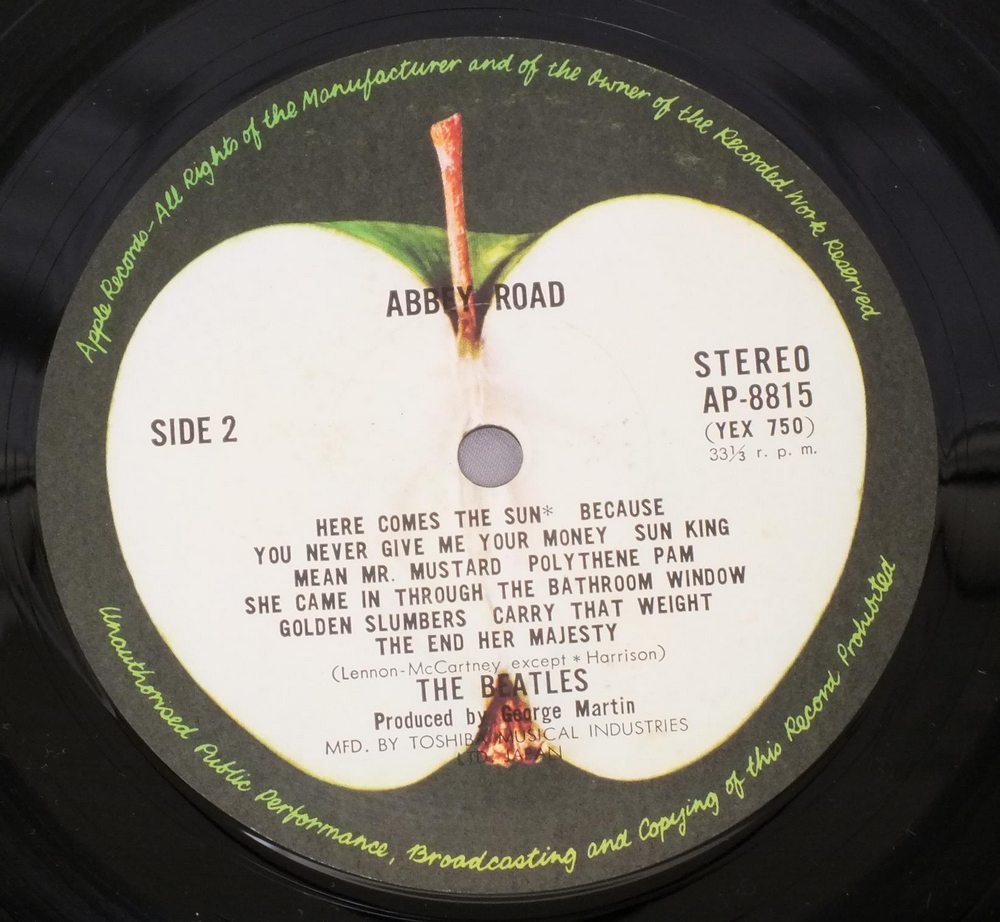 Apple Records-All Rights of the Manufacturer and of the Owner of the Recorded Work Reserved
ABBEY ROAD
STEREO
AP-8815
SIDE 2
(YEX 750)
33⅓ r. p. m.
HERE COMES THE SUN* BECAUSE
YOU NEVER GIVE ME YOUR MONEY SUN KING
MEAN MR. MUSTARD POLYTHENE PAM
SHE CAME IN THROUGH THE BATHROOM WINDOW
GOLDEN SLUMBERS CARRY THAT WEIGHT
THE END HER MAJESTY
(Lennon-McCartney except * Harrison)
THE BEATLES
Produced by George Martin
MFD. BY TOSHIBA MUSICAL INDUSTRIES
LTD. JAPAN
Unauthorised Public Performance, Broadcasting and Copying of this Record Prohibited